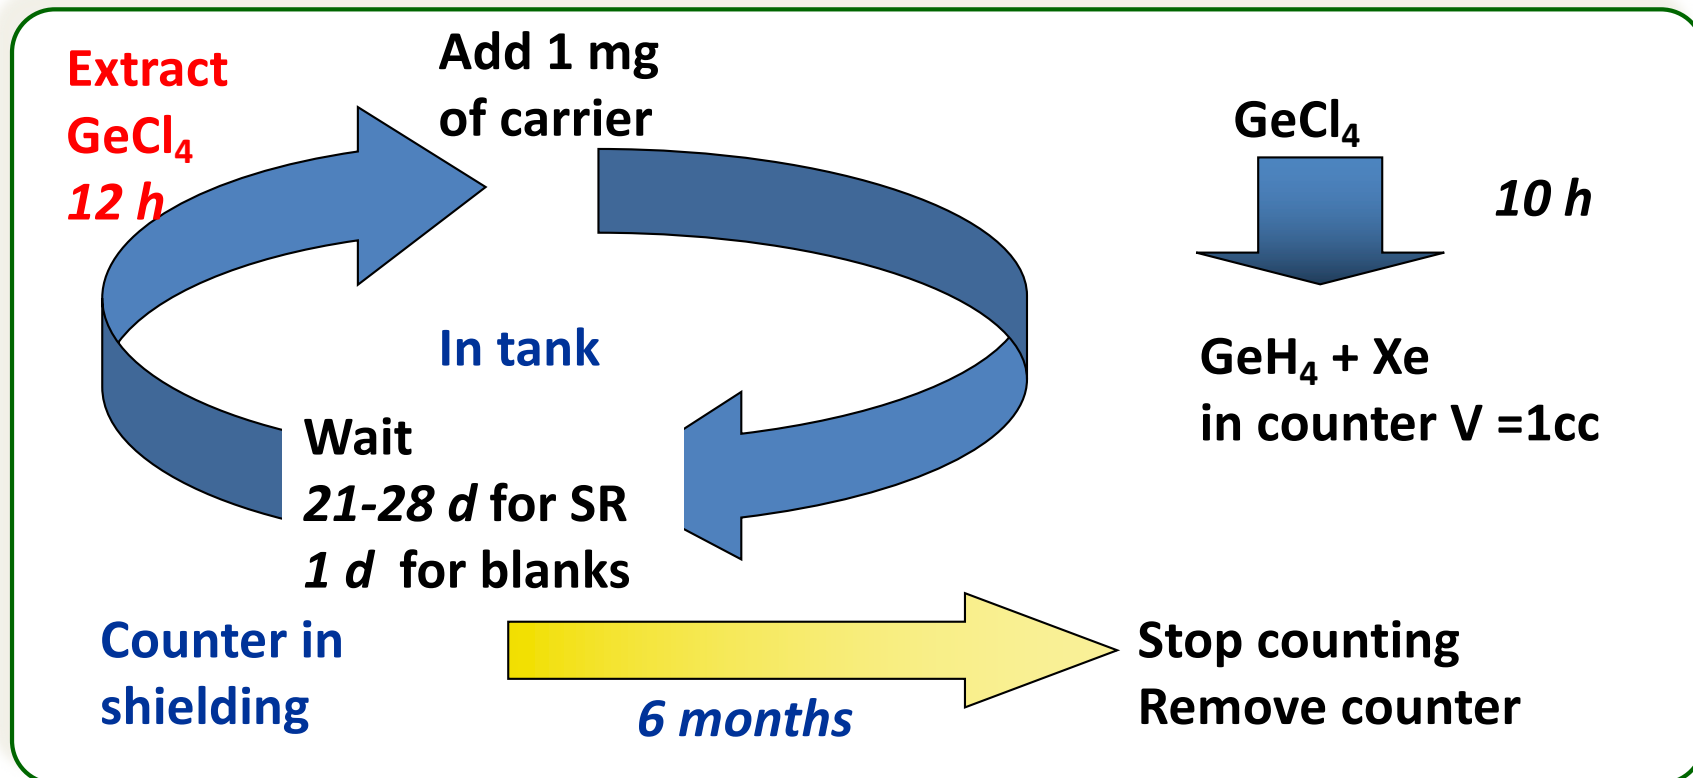 Extract
GeCl₄
12 h
Add 1 mg
of carrier
GeCl₄
10 h
In tank
GeH₄ + Xe
in counter V =1cc
Wait
21-28 d for SR
1 d for blanks
Counter in
shielding
6 months
Stop counting
Remove counter